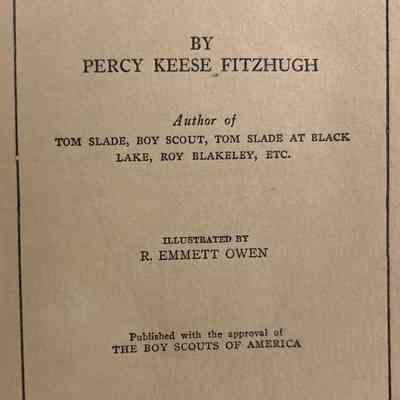 BY
PERCY KEESE FITZHUGH
Author of
TOM SLADE, BOY SCOUT, TOM SLADE AT BLACK
LAKE, ROY BLAKELEY, ETC.
ILLUSTRATED BY
R. EMMETT OWEN
Published with the approval of
THE BOY SCOUTS OF AMERICA